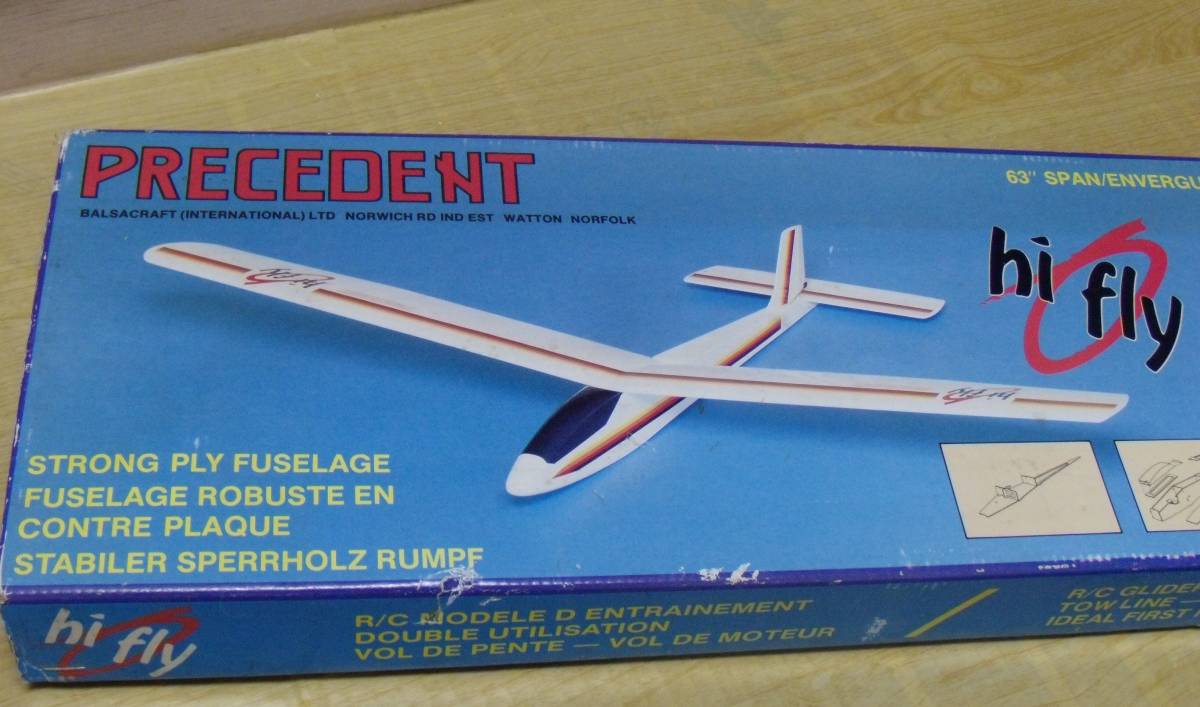 PRECEDENT
BALSACRAFT (INTERNATIONAL) LTD NORWICH RD IND EST WATTON NORFOLK
63" SPAN/ENVERGU
hi fly
hi fly
hi fly
STRONG PLY FUSELAGE
FUSELAGE ROBUSTE EN
CONTRE PLAQUE
STABILER SPERRHOLZ RUMPF
hi fly
R/C MODELE D ENTRAINEMENT
DOUBLE UTILISATION
VOL DE PENTE — VOL DE MOTEUR
R/C GLIDE
TOW LINE —
IDEAL FIRST